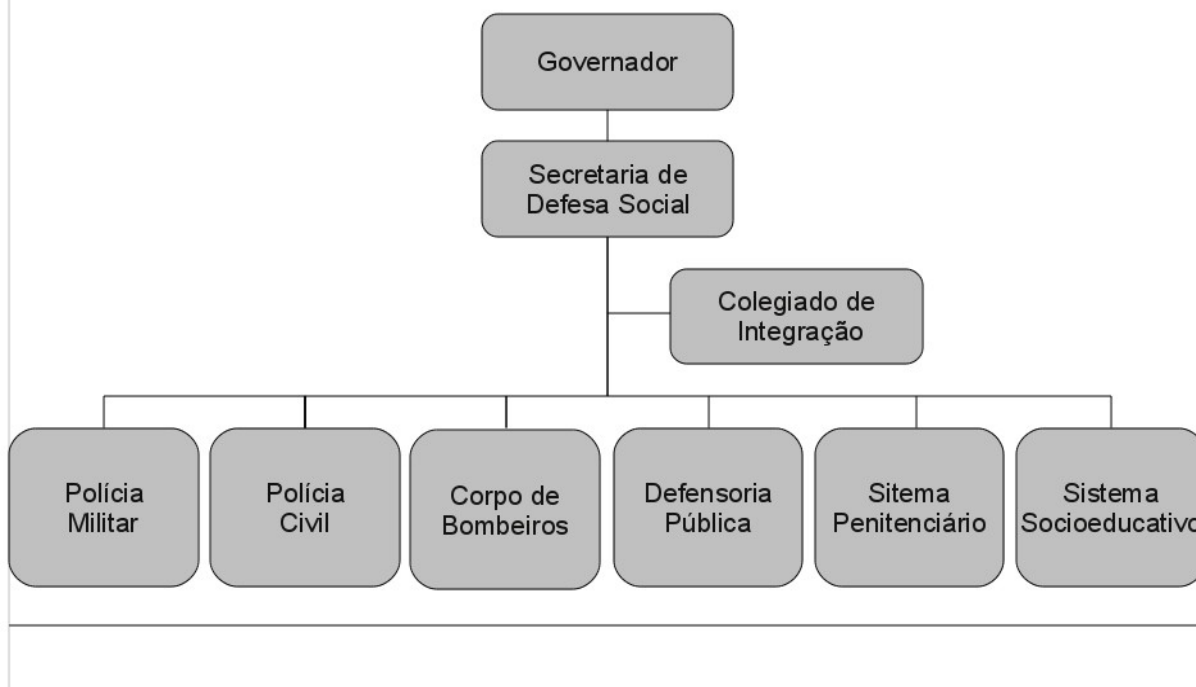 Governador
Secretaria de
Defesa Social
Colegiado de
Integração
Polícia
Militar
Polícia
Civil
Corpo de
Bombeiros
Defensoria
Pública
Sitema
Penitenciário
Sistema
Socioeducativo